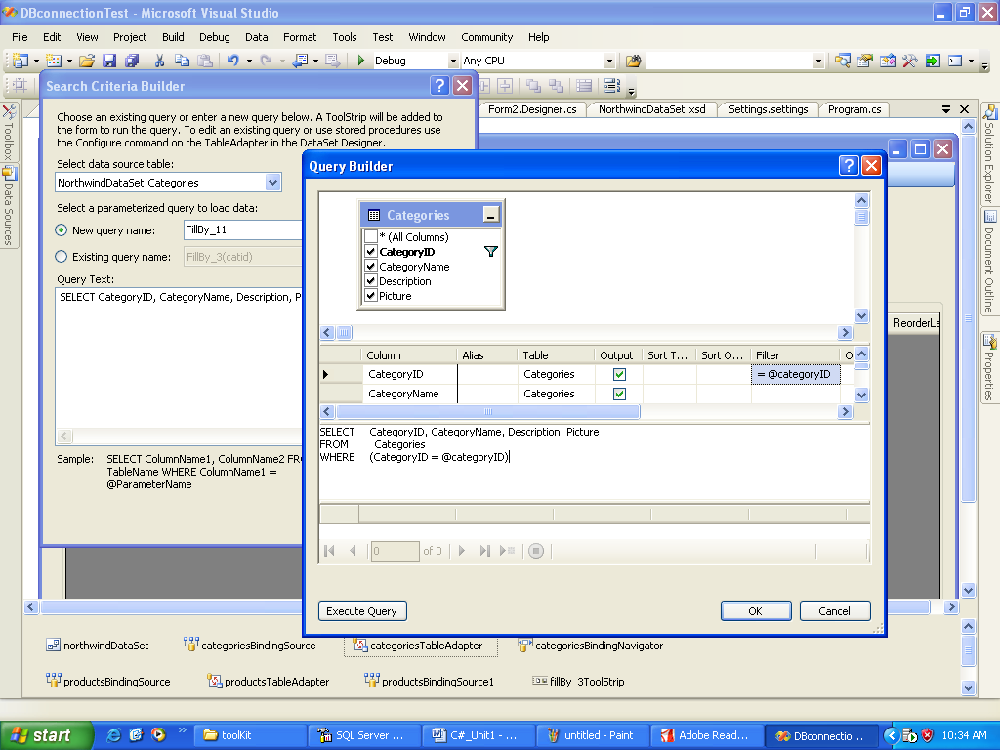 DBconnectionTest - Microsoft Visual Studio
File Edit View Project Build Debug Data Format Tools Test Window Community Help
Debug Any CPU
Form2.Designer.cs NorthwindDataSet.xsd Settings.settings Program.cs
Toolbox
Data Sources
Solution Explorer
Document Outline
Properties
Search Criteria Builder
Choose an existing query or enter a new query below. A ToolStrip will be added
to the form to run the query. To edit an existing query or use stored procedures use
the Configure command on the TableAdapter in the DataSet Designer.
Select data source table:
NorthwindDataSet.Categories
Select a parameterized query to load data:
New query name: FillBy_11
Existing query name: FillBy_3(catid)
Query Text:
SELECT CategoryID, CategoryName, Description, P
Sample: SELECT ColumnName1, ColumnName2 FRO
TableName WHERE ColumnName1 =
@ParameterName
Query Builder
Categories
* (All Columns)
CategoryID
CategoryName
Description
Picture
Column Alias Table Output Sort T... Sort O... Filter O
CategoryID Categories = @categoryID
CategoryName Categories
SELECT CategoryID, CategoryName, Description, Picture
FROM Categories
WHERE (CategoryID = @categoryID)
0 of 0
Execute Query OK Cancel
ReorderLe
northwindDataSet categoriesBindingSource categoriesTableAdapter categoriesBindingNavigator
productsBindingSource productsTableAdapter productsBindingSource1 fillBy_3ToolStrip
start toolKit SQL Server ... C#_Unit1 - ... untitled - Paint Adobe Read... DBconnectio... 10:34 AM